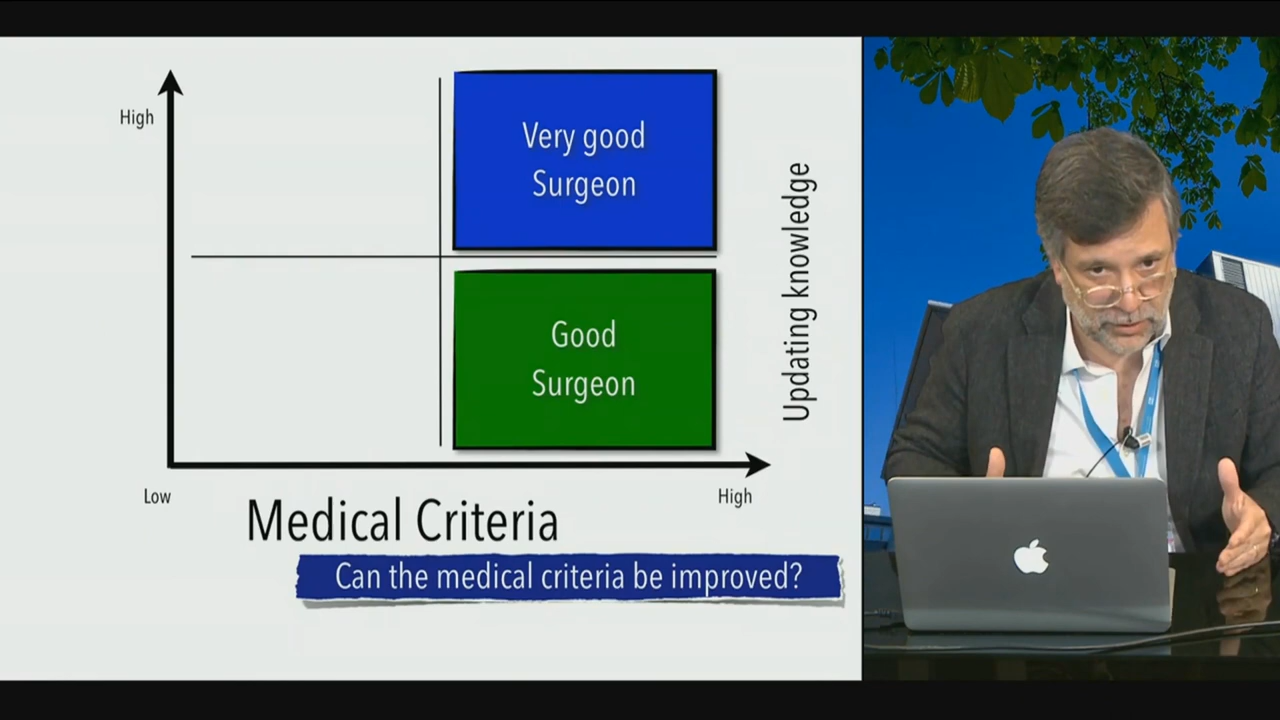 High
Very good
Surgeon
Updating knowledge
Good
Surgeon
Low
High
Medical Criteria
Can the medical criteria be improved?